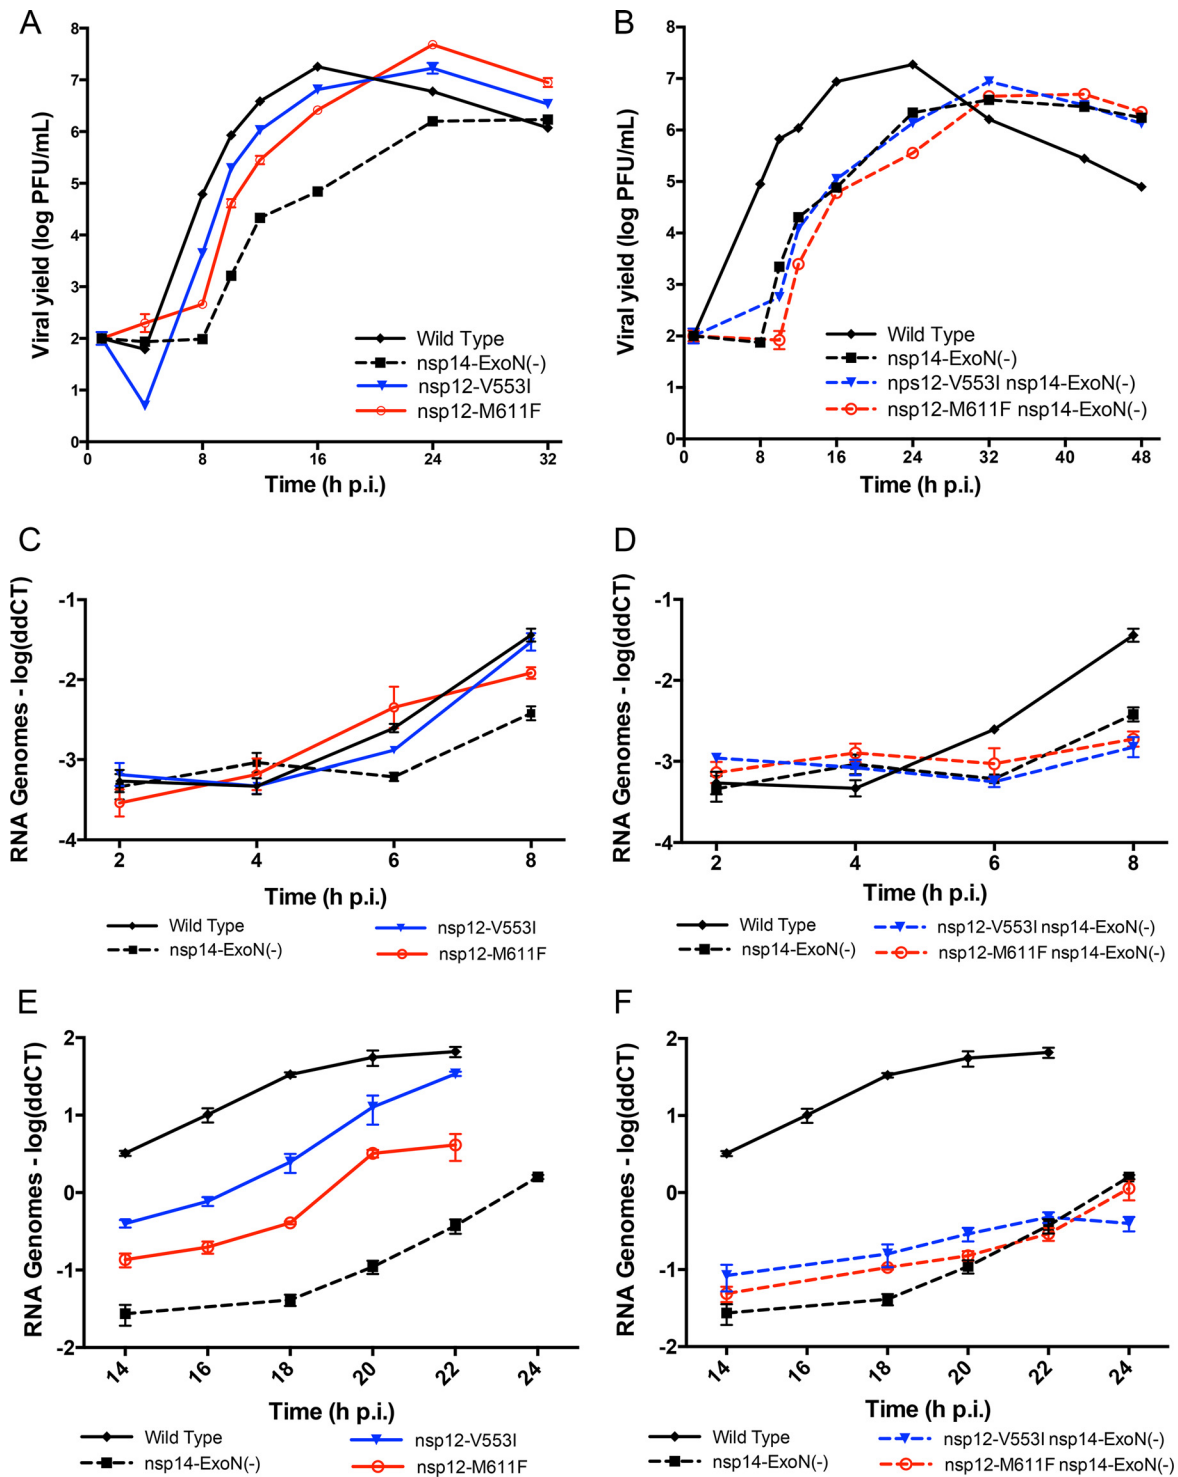 A
Viral yield (log PFU/mL)
8
7
6
5
4
3
2
1
0
0 8 16 24 32
Time (h p.i.)
Wild Type
nsp14-ExoN(-)
nsp12-V553I
nsp12-M611F
B
Viral yield (log PFU/mL)
8
7
6
5
4
3
2
1
0
0 8 16 24 32 40 48
Time (h p.i.)
Wild Type
nsp14-ExoN(-)
nps12-V553I nsp14-ExoN(-)
nsp12-M611F nsp14-ExoN(-)
C
RNA Genomes - log(ddCT)
-1
-2
-3
-4
2 4 6 8
Time (h p.i.)
Wild Type
nsp14-ExoN(-)
nsp12-V553I
nsp12-M611F
D
RNA Genomes - log(ddCT)
-1
-2
-3
-4
2 4 6 8
Time (h p.i.)
Wild Type
nsp14-ExoN(-)
nsp12-V553I nsp14-ExoN(-)
nsp12-M611F nsp14-ExoN(-)
E
RNA Genomes - log(ddCT)
2
1
0
-1
-2
14 16 18 20 22 24
Time (h p.i.)
Wild Type
nsp14-ExoN(-)
nsp12-V553I
nsp12-M611F
F
RNA Genomes - log(ddCT)
2
1
0
-1
-2
14 16 18 20 22 24
Time (h p.i.)
Wild Type
nsp14-ExoN(-)
nsp12-V553I nsp14-ExoN(-)
nsp12-M611F nsp14-ExoN(-)